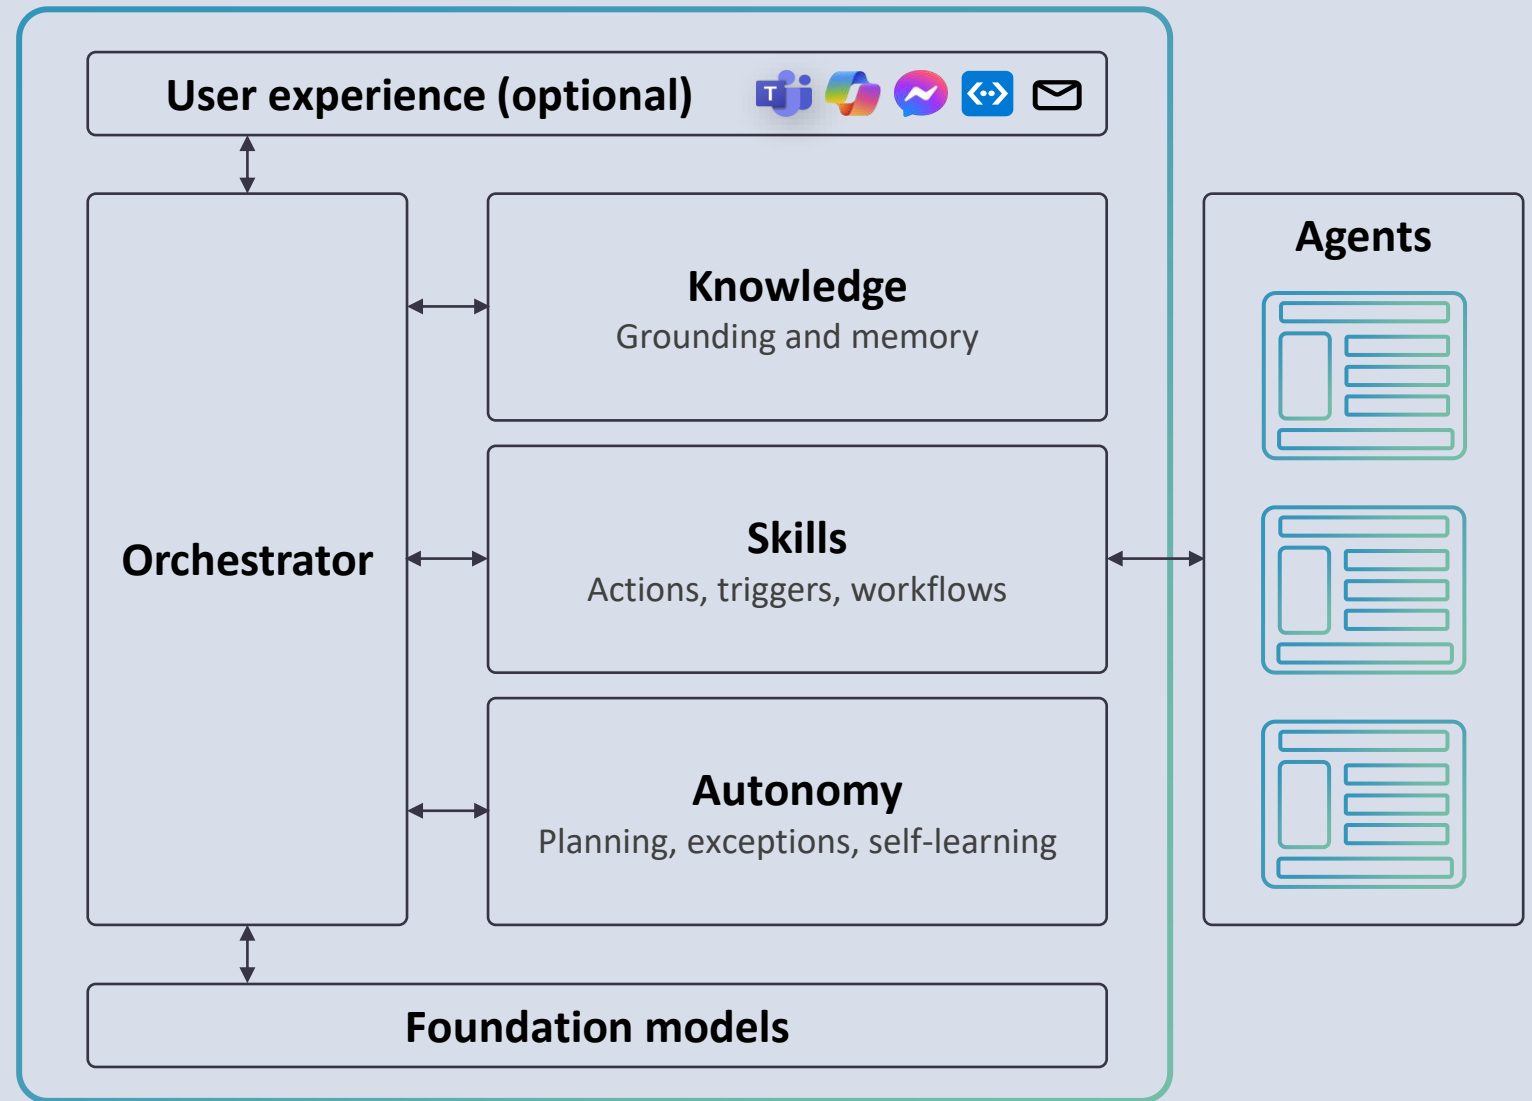 User experience (optional)
T
Orchestrator
Knowledge
Grounding and memory
Skills
Actions, triggers, workflows
Autonomy
Planning, exceptions, self-learning
Foundation models
Agents